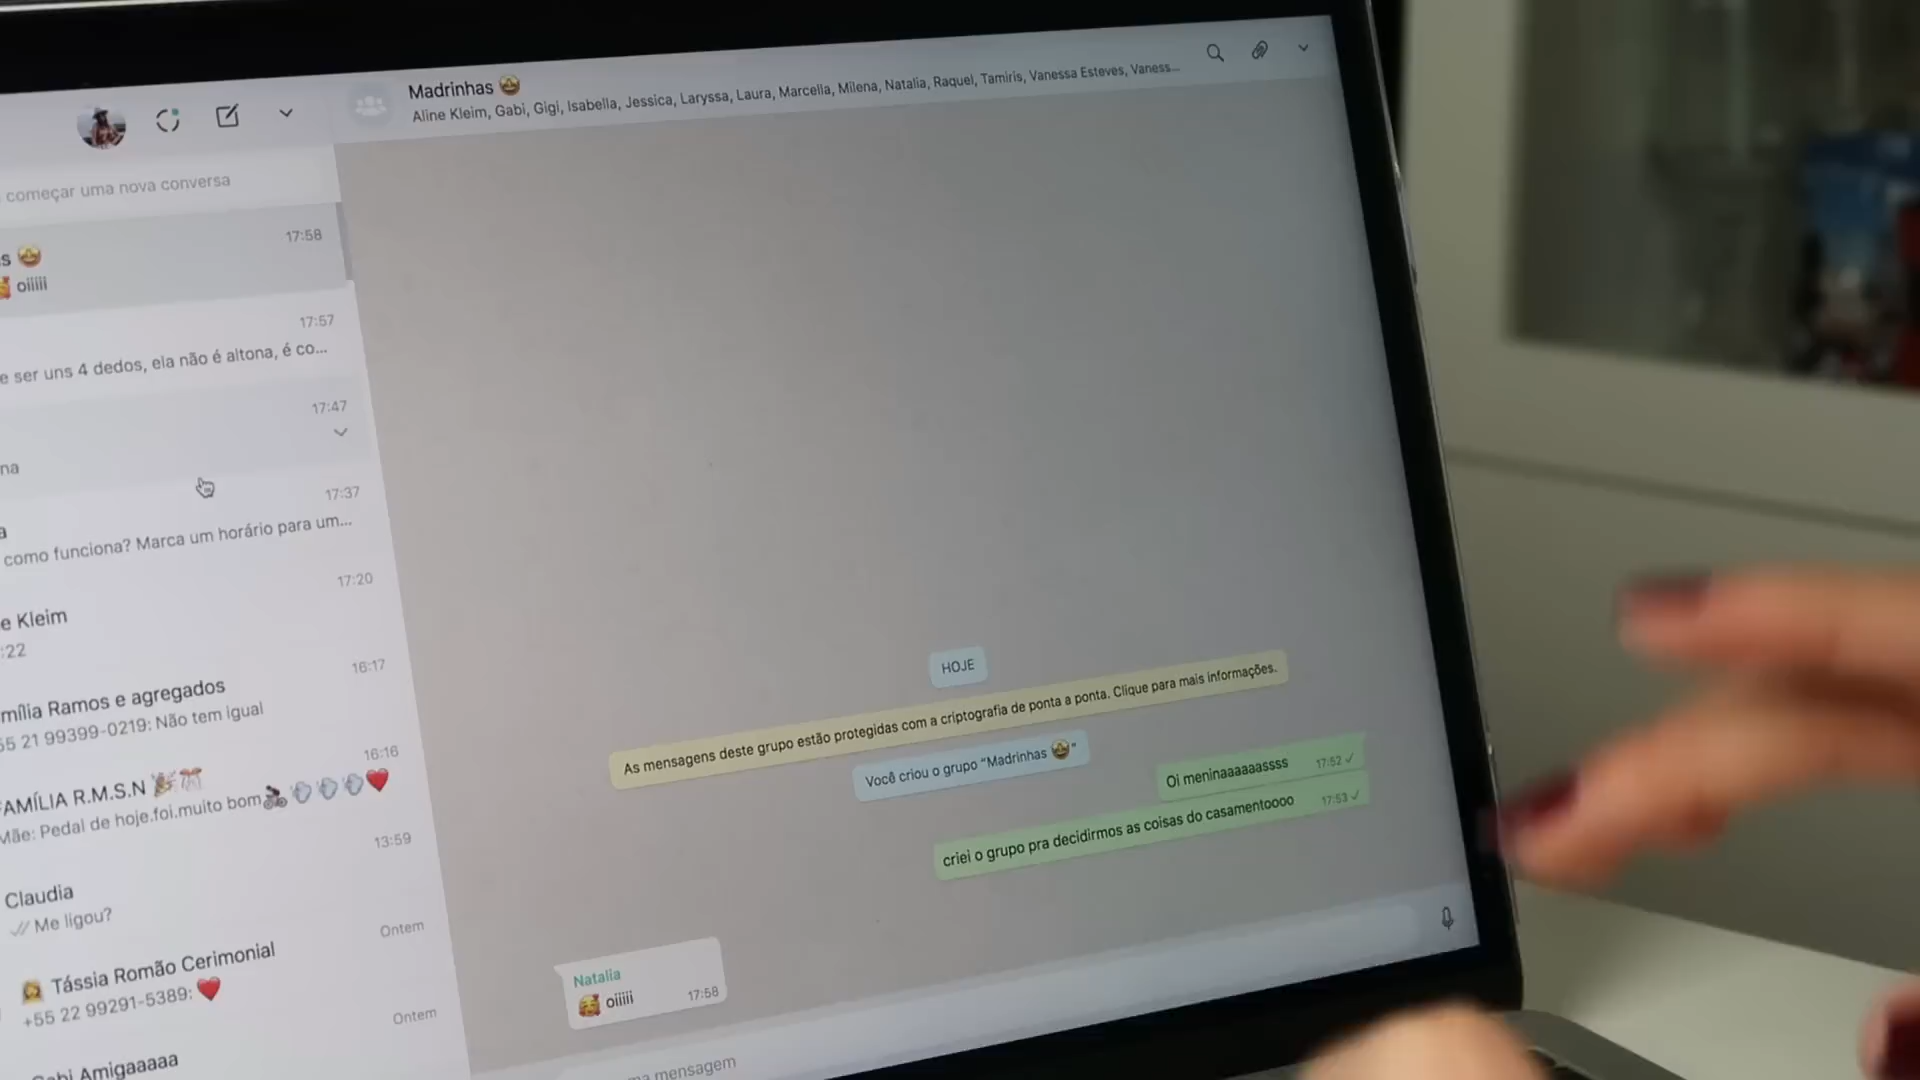 Madrinhas 🤩
Aline Kleim, Gabi, Gigi, Isabella, Jessica, Laryssa, Laura, Marcella, Milena, Natalia, Raquel, Tamiris, Vanessa Esteves, Vaness...
começar uma nova conversa
s 🤩 17:58
🥰 oiiiii
17:57
e ser uns 4 dedos, ela não é altona, é co...
17:47
na
17:37
a
como funciona? Marca um horário para um...
17:20
e Kleim
:22
16:17
mília Ramos e agregados
55 21 99399-0219: Não tem igual
16:16
AMÍLIA R.M.S.N
Mãe: Pedal de hoje.foi.muito bom
13:59
Claudia
Me ligou?
Ontem
Tássia Romão Cerimonial
+55 22 99291-5389: ❤️
Ontem
Gabi Amigaaaaa
HOJE
As mensagens deste grupo estão protegidas com a criptografia de ponta a ponta. Clique para mais informações.
Você criou o grupo “Madrinhas 🤩”
Oi meninaaaaaassss 17:52
criei o grupo pra decidirmos as coisas do casamentoooo 17:53
Natalia
🥰 oiiiii 17:58
mensagem